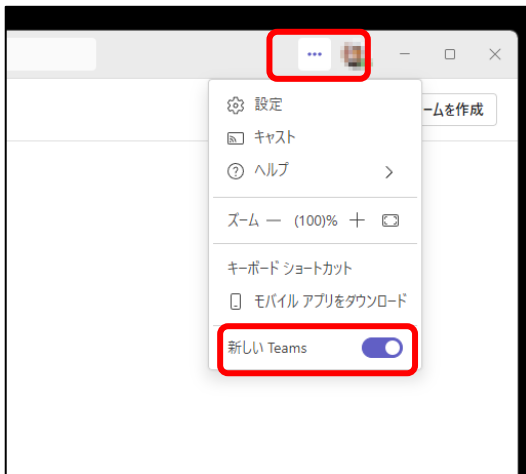 ームを作成
設定
キャスト
ヘルプ
ズーム — (100)% +
キーボード ショートカット
モバイル アプリをダウンロード
新しい Teams